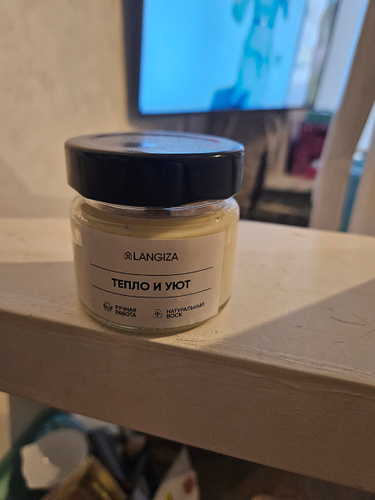 LANGIZA
ТЕПЛО И УЮТ
РУЧНАЯ
РАБОТА
НАТУРАЛЬНЫЙ
ВОСК